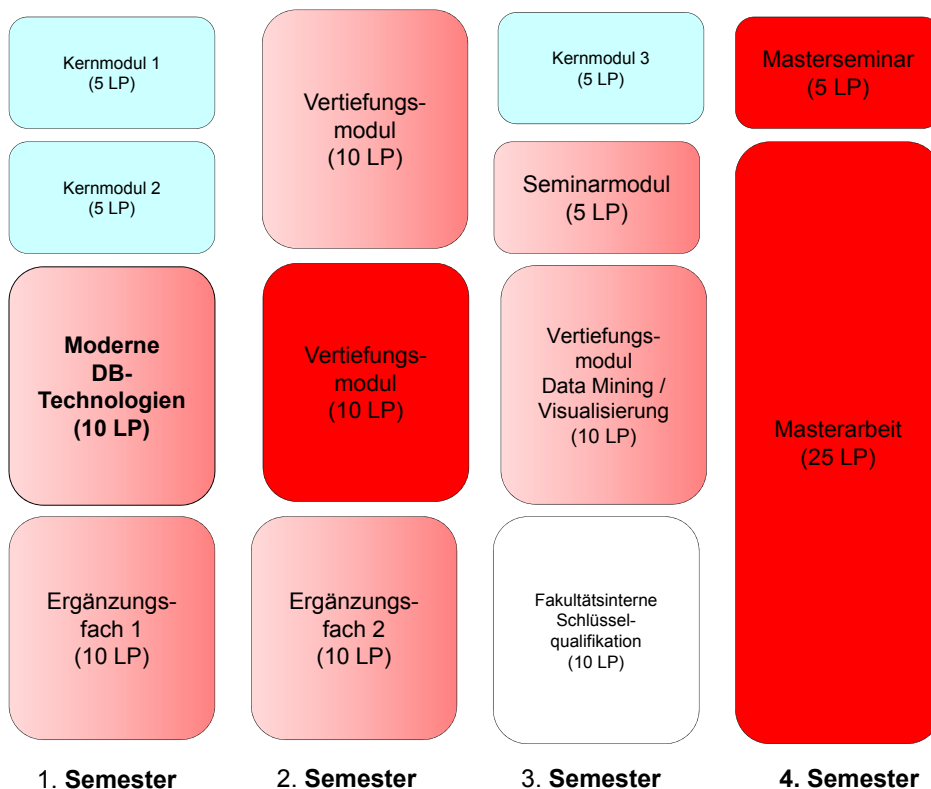 Kernmodul 1
(5 LP)
Kernmodul 2
(5 LP)
Moderne
DB-
Technologien
(10 LP)
Ergänzungs-
fach 1
(10 LP)
Vertiefungs-
modul
(10 LP)
Vertiefungs-
modul
(10 LP)
Ergänzungs-
fach 2
(10 LP)
Kernmodul 3
(5 LP)
Seminarmodul
(5 LP)
Vertiefungs-
modul
Data Mining /
Visualisierung
(10 LP)
Fakultätsinterne
Schlüssel-
qualifikation
(10 LP)
Masterseminar
(5 LP)
Masterarbeit
(25 LP)
1. Semester
2. Semester
3. Semester
4. Semester